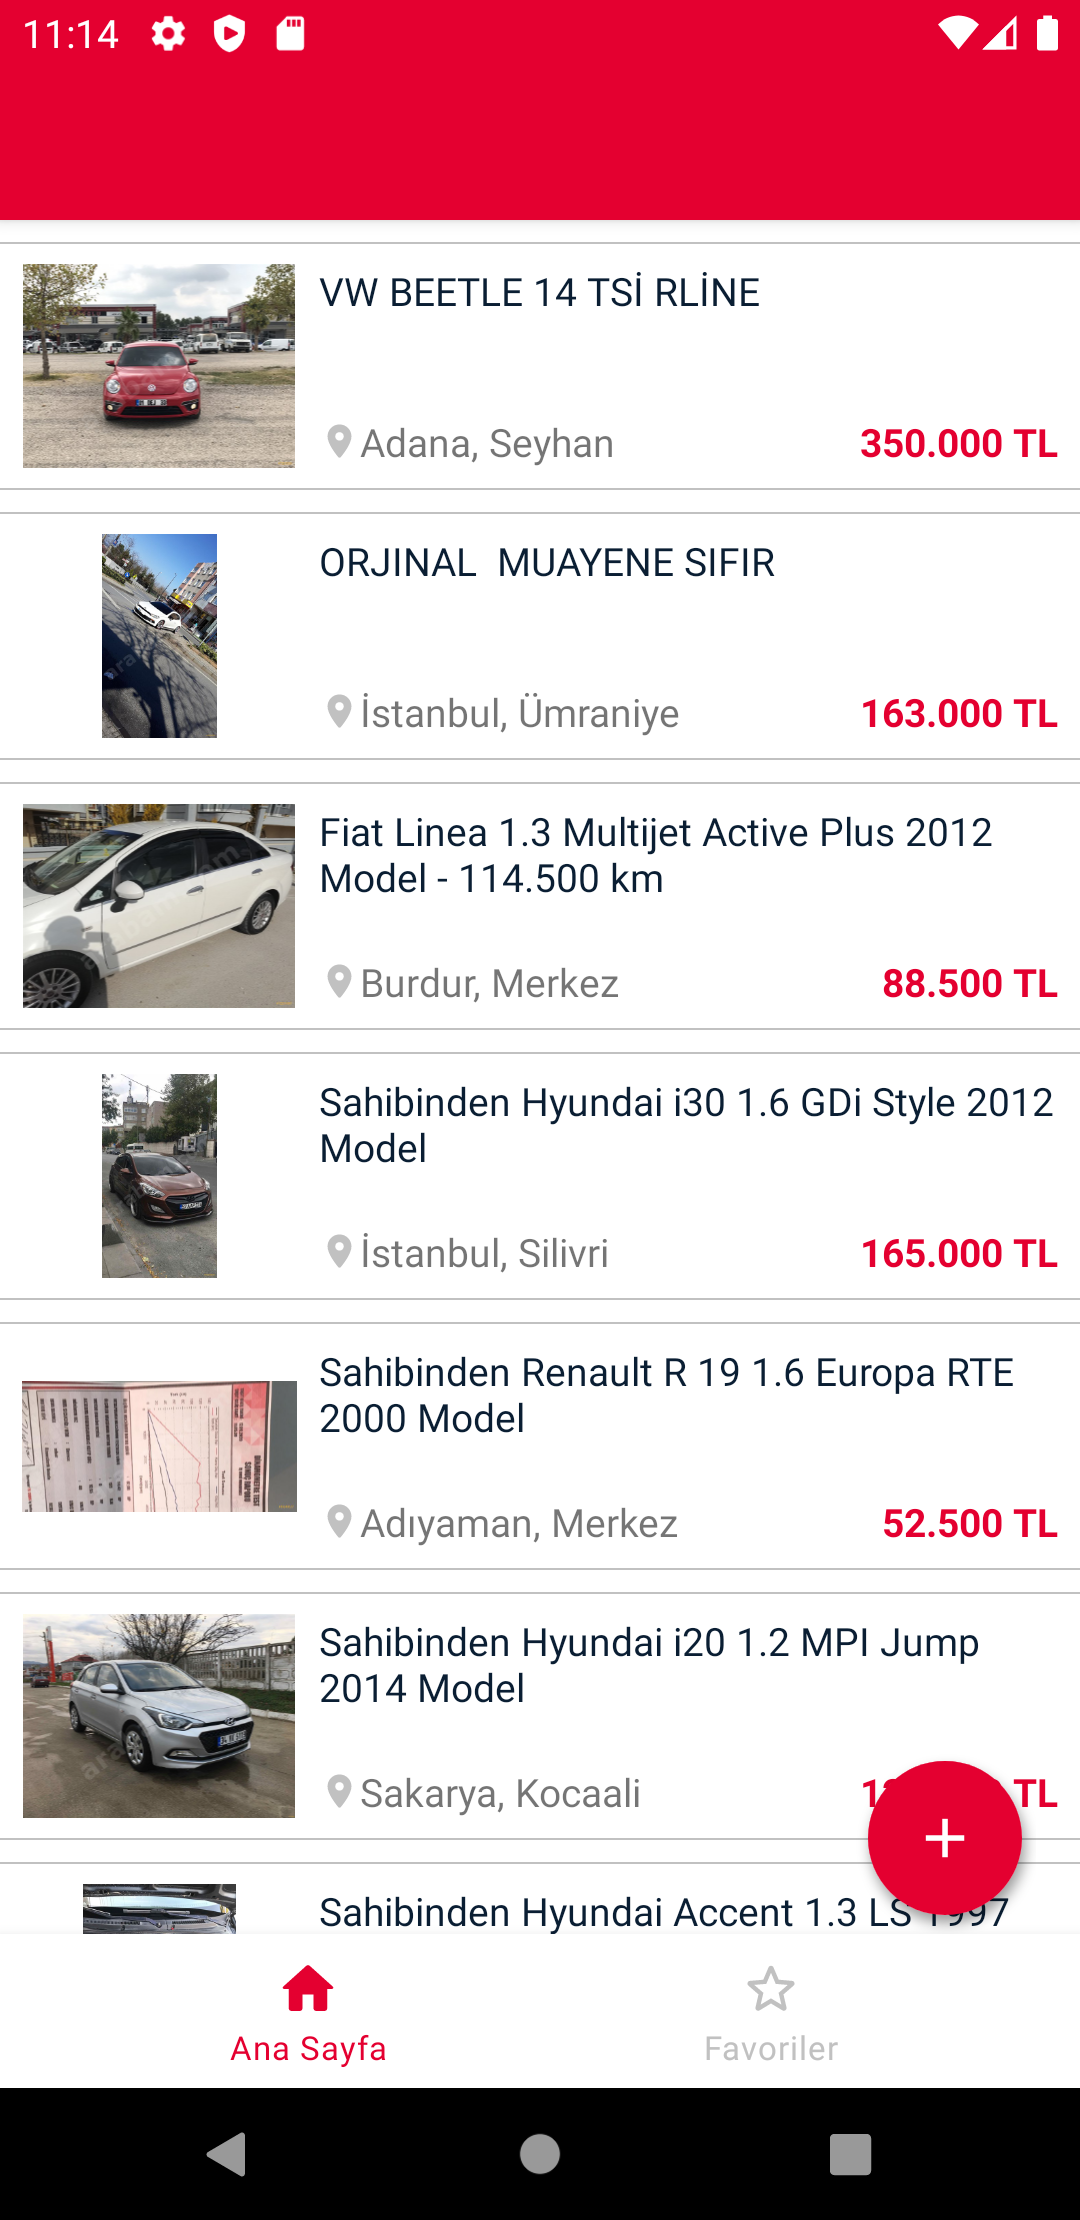 11:14
VW BEETLE 14 TSİ RLİNE
Adana, Seyhan
350.000 TL
ORJINAL  MUAYENE SIFIR
İstanbul, Ümraniye
163.000 TL
Fiat Linea 1.3 Multijet Active Plus 2012
Model - 114.500 km
Burdur, Merkez
88.500 TL
Sahibinden Hyundai i30 1.6 GDi Style 2012
Model
İstanbul, Silivri
165.000 TL
Sahibinden Renault R 19 1.6 Europa RTE
2000 Model
Adıyaman, Merkez
52.500 TL
Sahibinden Hyundai i20 1.2 MPI Jump
2014 Model
Sakarya, Kocaali
TL
Sahibinden Hyundai Accent 1.3 LS 1997
Ana Sayfa
Favoriler